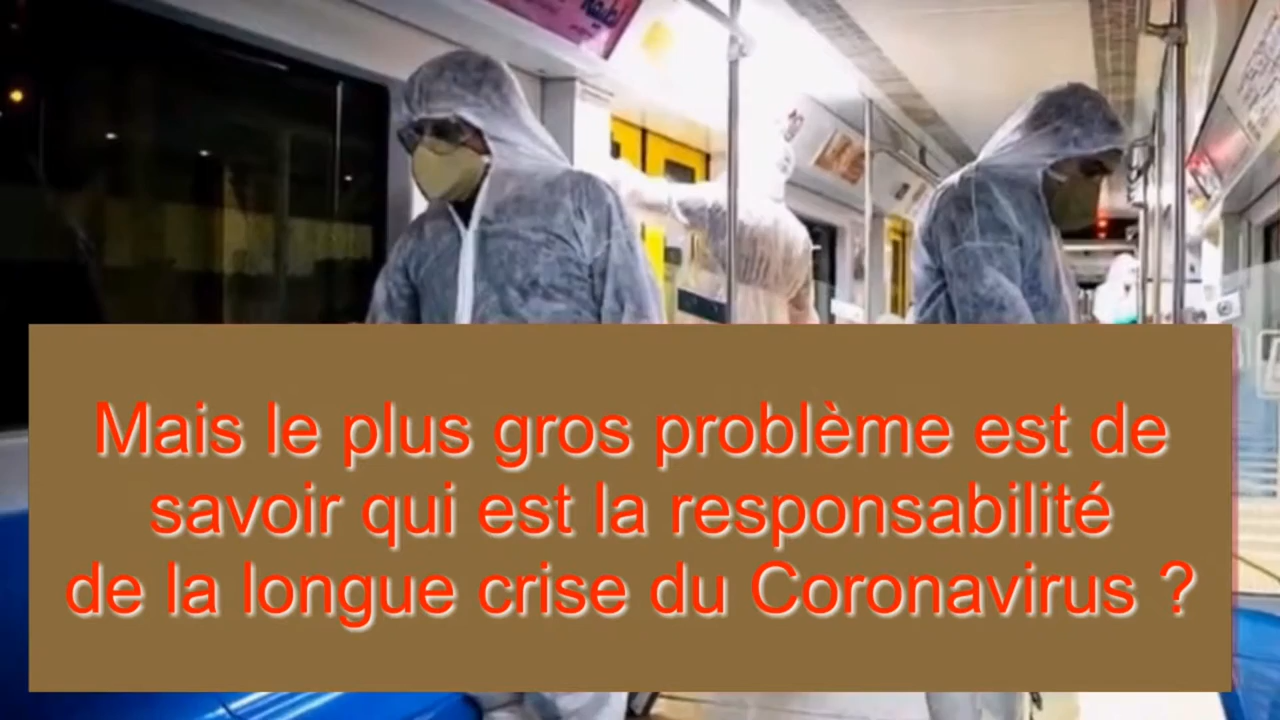 Mais le plus gros problème est de
savoir qui est la responsabilité
de la longue crise du Coronavirus ?